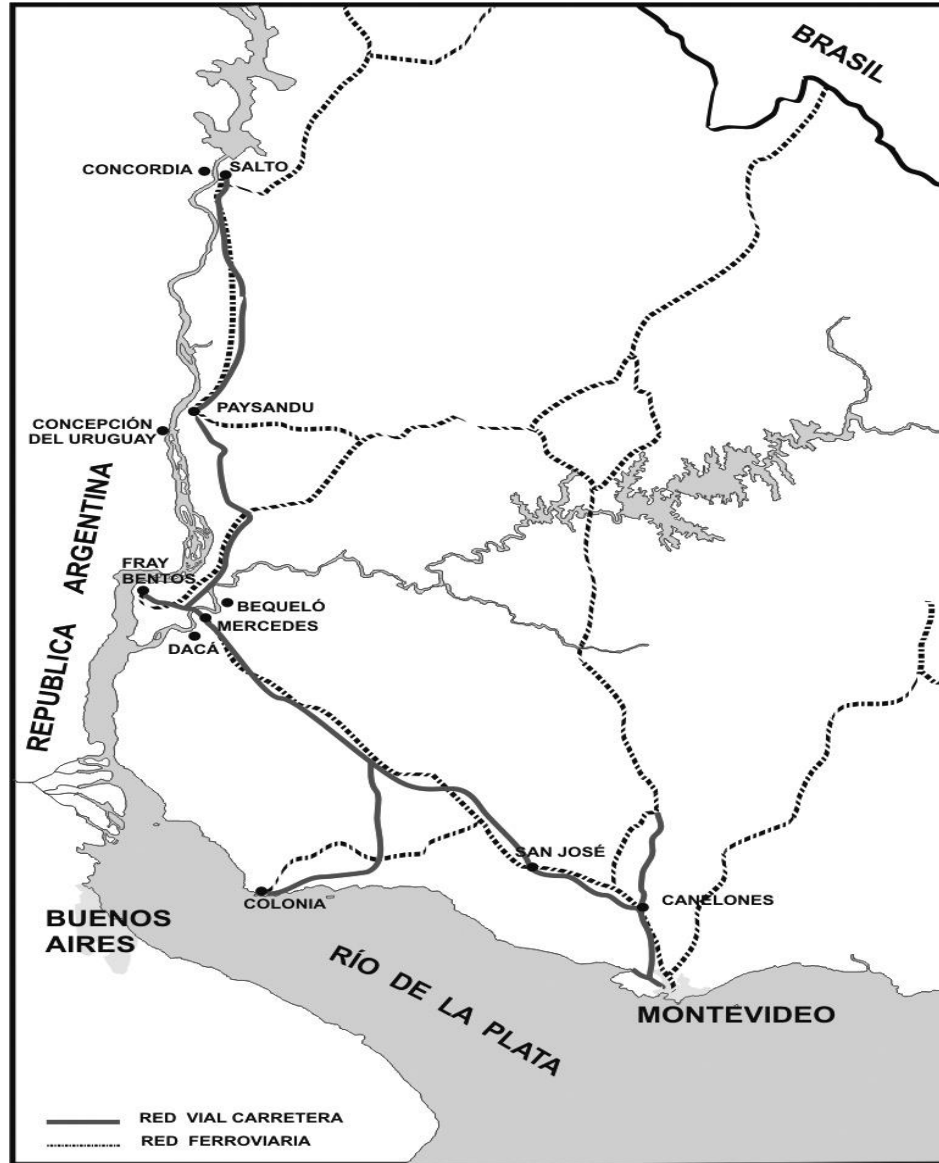 BRASIL
CONCORDIA
SALTO
PAYSANDU
CONCEPCIÓN
DEL URUGUAY
REPUBLICA ARGENTINA
FRAY
BENTOS
BEQUELÓ
MERCEDES
DACÁ
SAN JOSÉ
COLONIA
CANELONES
BUENOS
AIRES
RÍO DE LA PLATA
MONTEVIDEO
RED VIAL CARRETERA
RED FERROVIARIA